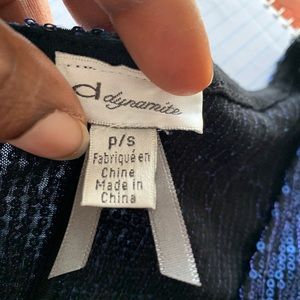 d dynamite
p/s
Fabriqué en
Chine
Made in
China